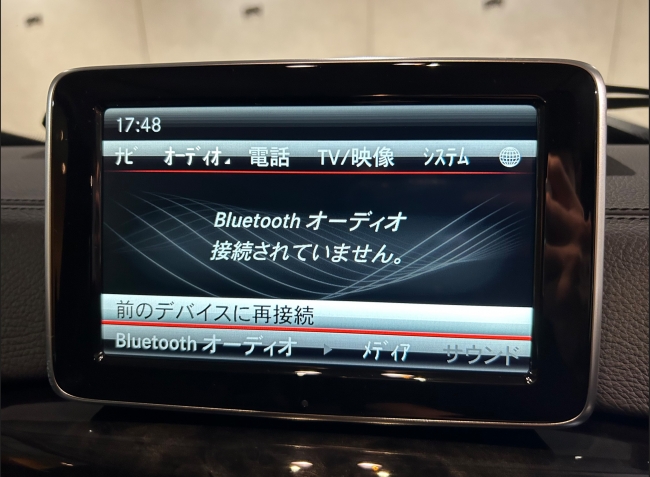 17:48
ナビ オーディオ 電話 TV/映像 システム
Bluetooth オーディオ
接続されていません。
前のデバイスに再接続
Bluetooth オーディオ ▶ メディア サウンド